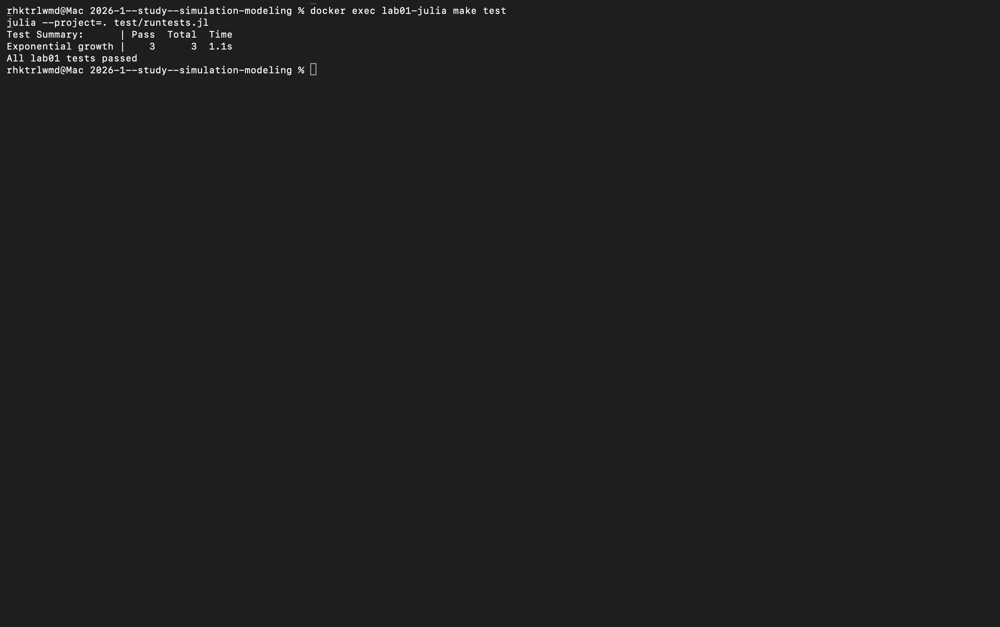 rhktrlwmd@Mac 2026-1--study--simulation-modeling % docker exec lab01-julia make test
julia --project=. test/runtests.jl
Test Summary:      | Pass  Total  Time
Exponential growth |    3      3  1.1s
All lab01 tests passed
rhktrlwmd@Mac 2026-1--study--simulation-modeling %